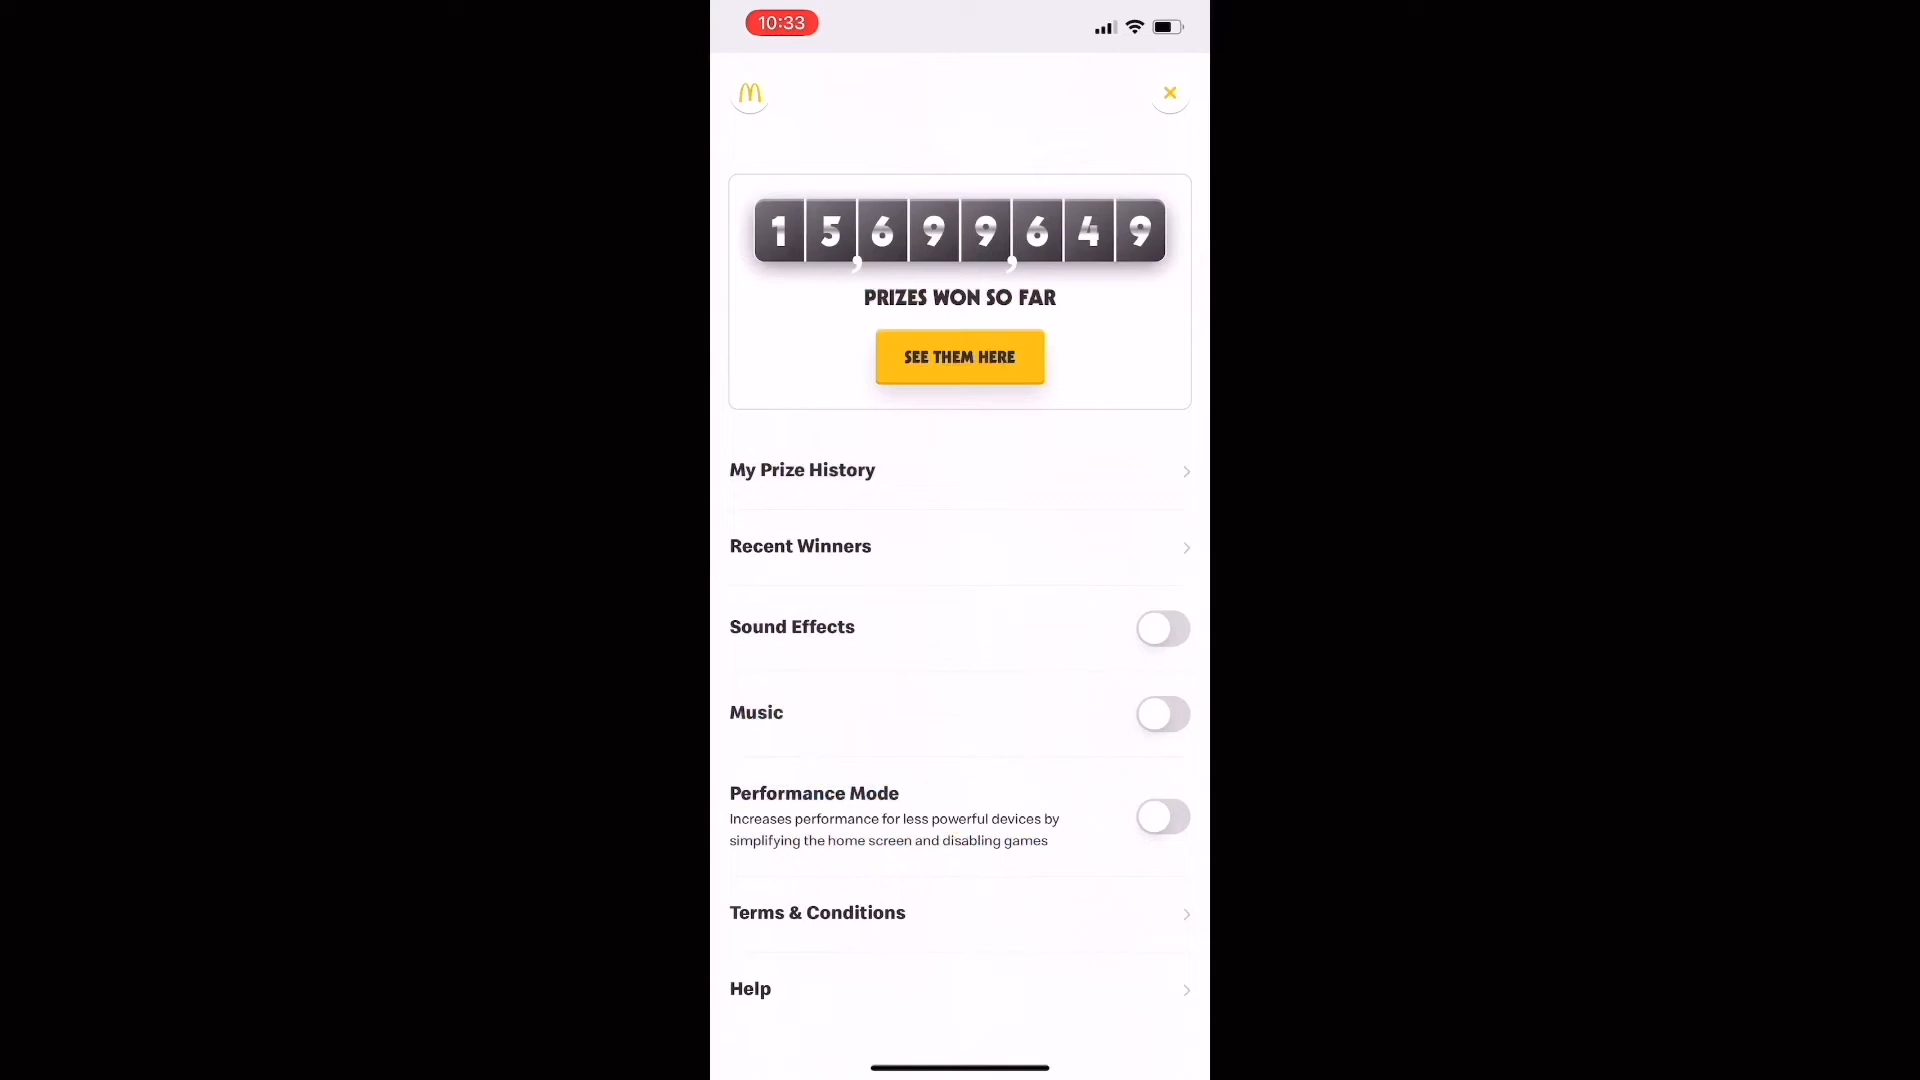 10:33
15,699,649
PRIZES WON SO FAR
SEE THEM HERE
My Prize History
Recent Winners
Sound Effects
Music
Performance Mode
Increases performance for less powerful devices by
simplifying the home screen and disabling games
Terms & Conditions
Help